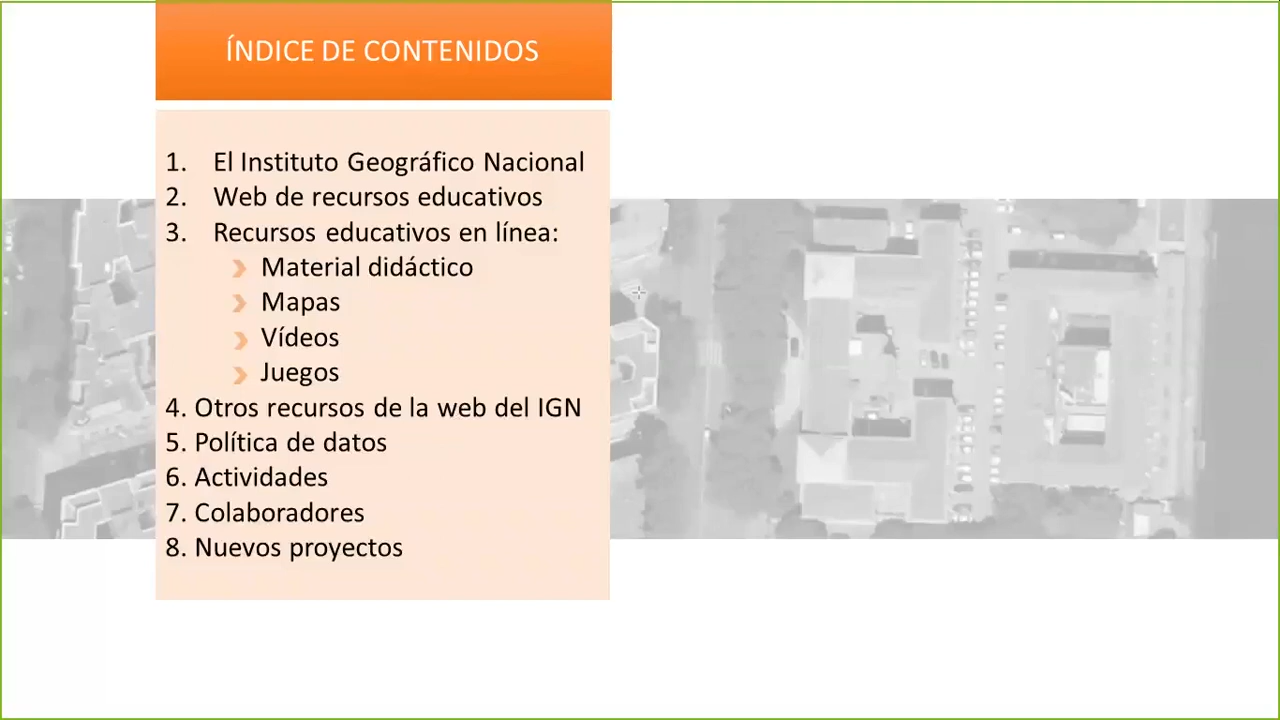 ÍNDICE DE CONTENIDOS
1. El Instituto Geográfico Nacional
2. Web de recursos educativos
3. Recursos educativos en línea:
Material didáctico
Mapas
Vídeos
Juegos
4. Otros recursos de la web del IGN
5. Política de datos
6. Actividades
7. Colaboradores
8. Nuevos proyectos